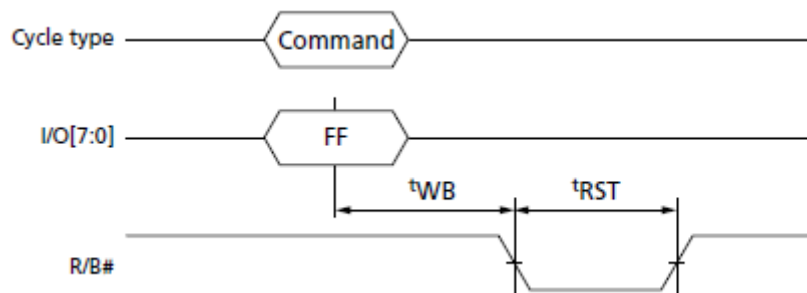 Cycle type
Command
I/O[7:0]
FF
tWB
tRST
R/B#